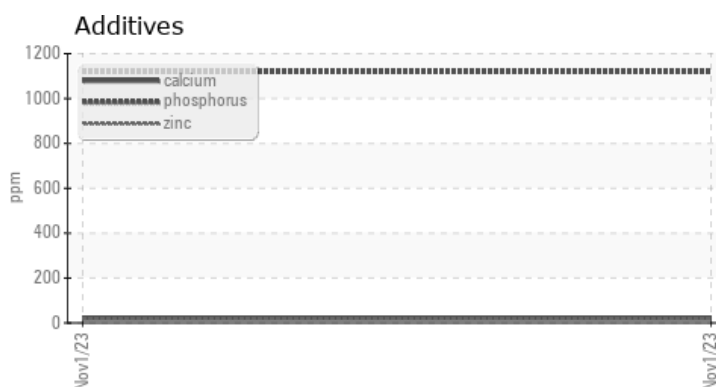 Additives
1200
1000
800
600
400
200
0
ppm
calcium
phosphorus
zinc
Nov1/23
Nov1/23